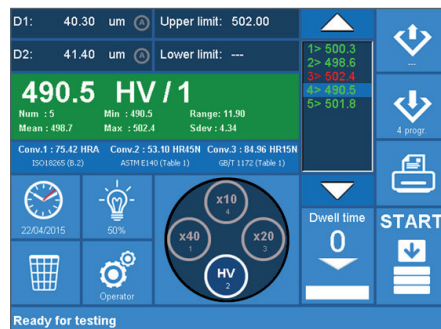 D1: 40.30 um A Upper limit: 502.00
D2: 41.40 um A Lower limit: ---
490.5 HV / 1
Num : 5 Min : 490.5 Range: 11.90
Mean : 498.7 Max : 502.4 Sdev : 4.34
Conv.1 : 75.42 HRA Conv.2 : 53.10 HR45N Conv.3 : 84.96 HR15N
ISO18265 (B.2) ASTM E140 (Table 1) GB/T 1172 (Table 1)
1> 500.3
2> 498.6
3> 502.4
4> 490.5
5> 501.8
---
4 progr.
22/04/2015
50%
Operator
x10
4
x40
1
x20
3
HV
2
Dwell time
0
START
Ready for testing